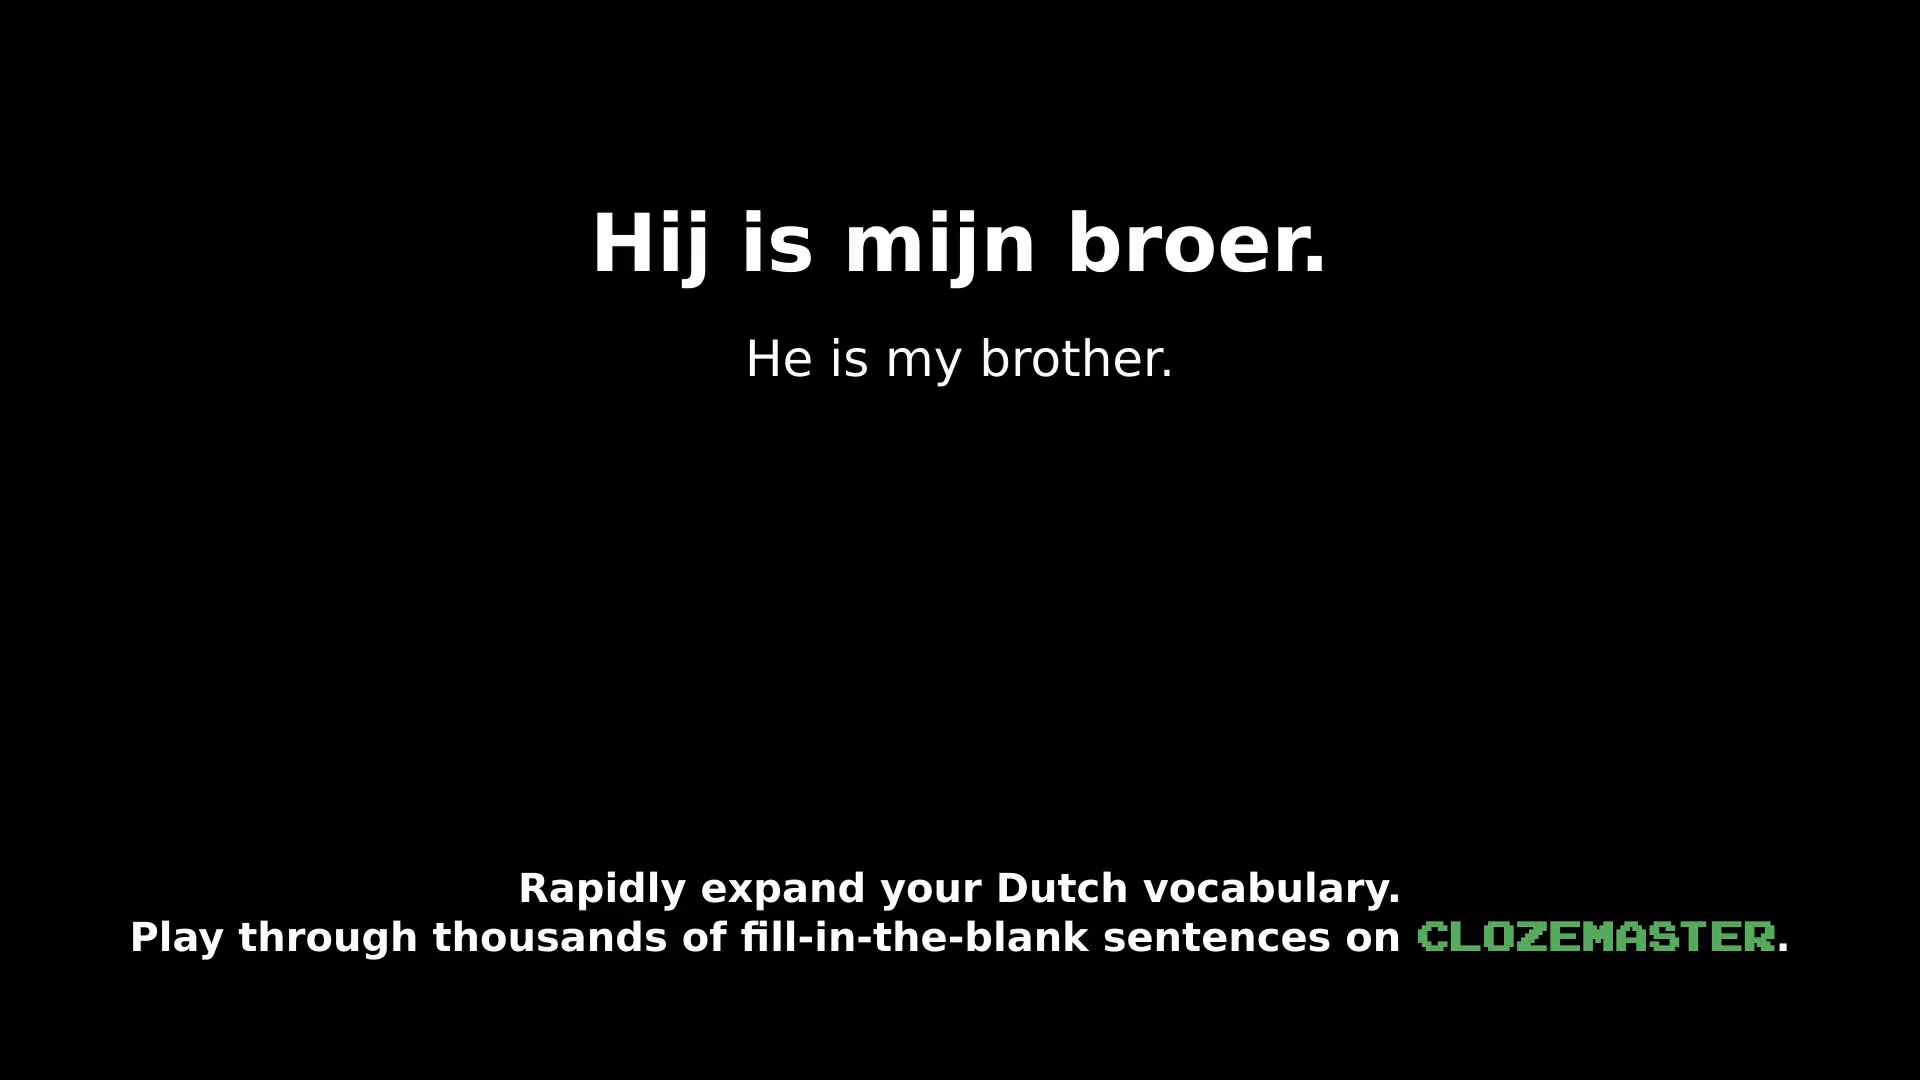 Hij is mijn broer.
He is my brother.
Rapidly expand your Dutch vocabulary.
Play through thousands of fill-in-the-blank sentences on CLOZEMASTER.